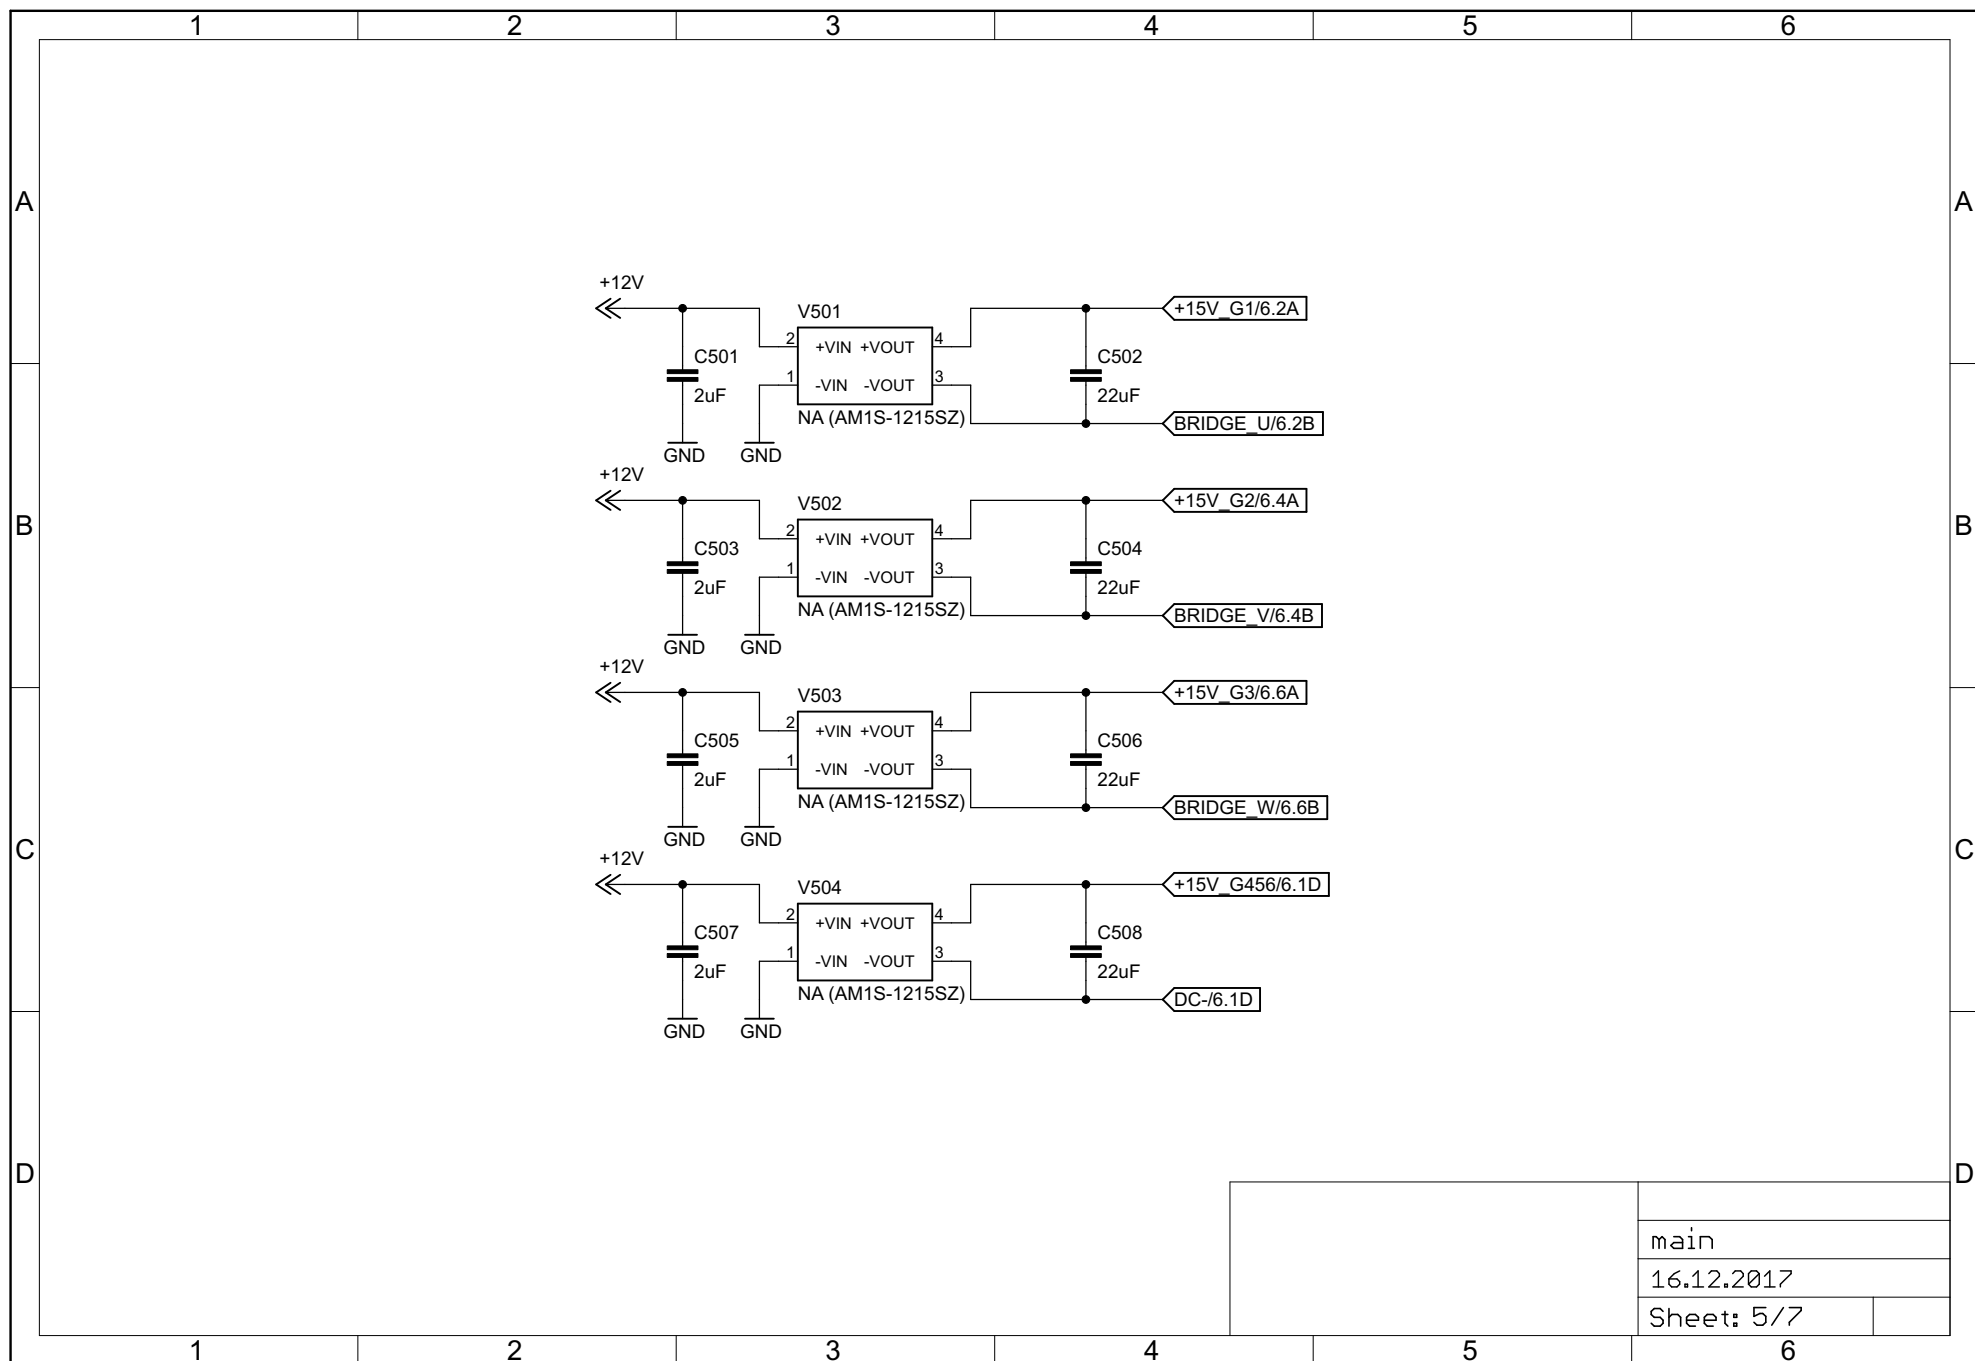 1 2 3 4 5 6
A A
+12V
V501
+15V_G1/6.2A
2 +VIN +VOUT 4
C501 C502
1 -VIN -VOUT 3
2uF 22uF
NA (AM1S-1215SZ)
BRIDGE_U/6.2B
GND GND
+12V
V502
+15V_G2/6.4A
B B
2 +VIN +VOUT 4
C503 C504
1 -VIN -VOUT 3
2uF 22uF
NA (AM1S-1215SZ)
BRIDGE_V/6.4B
GND GND
+12V
V503
+15V_G3/6.6A
2 +VIN +VOUT 4
C505 C506
1 -VIN -VOUT 3
2uF 22uF
NA (AM1S-1215SZ)
BRIDGE_W/6.6B
GND GND
C C
+12V
V504
+15V_G456/6.1D
2 +VIN +VOUT 4
C507 C508
1 -VIN -VOUT 3
2uF 22uF
NA (AM1S-1215SZ)
DC-/6.1D
GND GND
D D
main
16.12.2017
Sheet: 5/7
1 2 3 4 5 6